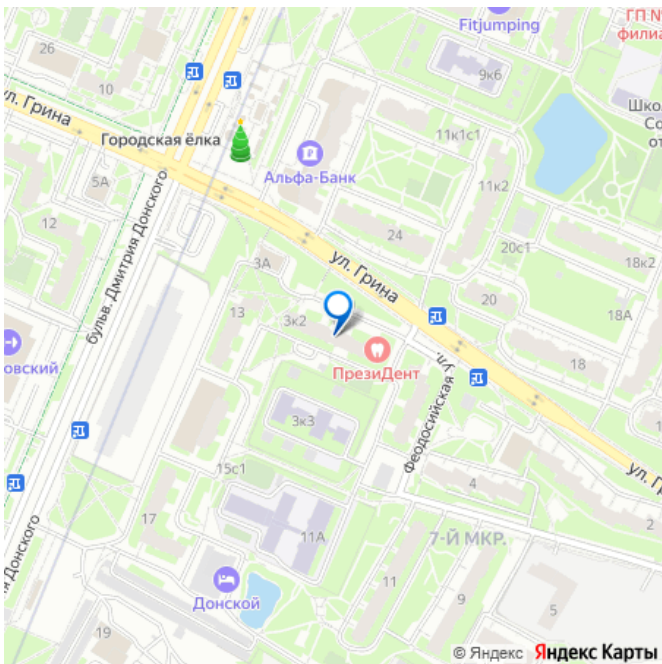 Fitjumping
ГП N
филиа
26
10
9к6
ул. Грина
Городская ёлка
Альфа-Банк
11к1с1
Шко
Со
от
5А
11к2
12
бульв. Дмитрия Донского
24
20с1
18к2
3А
ул. Грина
20
18А
13
3к2
овский
ПрезиДент
18
3к3
Феодосийская ул.
15с1
4
ул. Гр
17
11А
7-Й МКР.
2
я Донского
Донской
11
9
5
19
© Яндекс Яндекс Карты